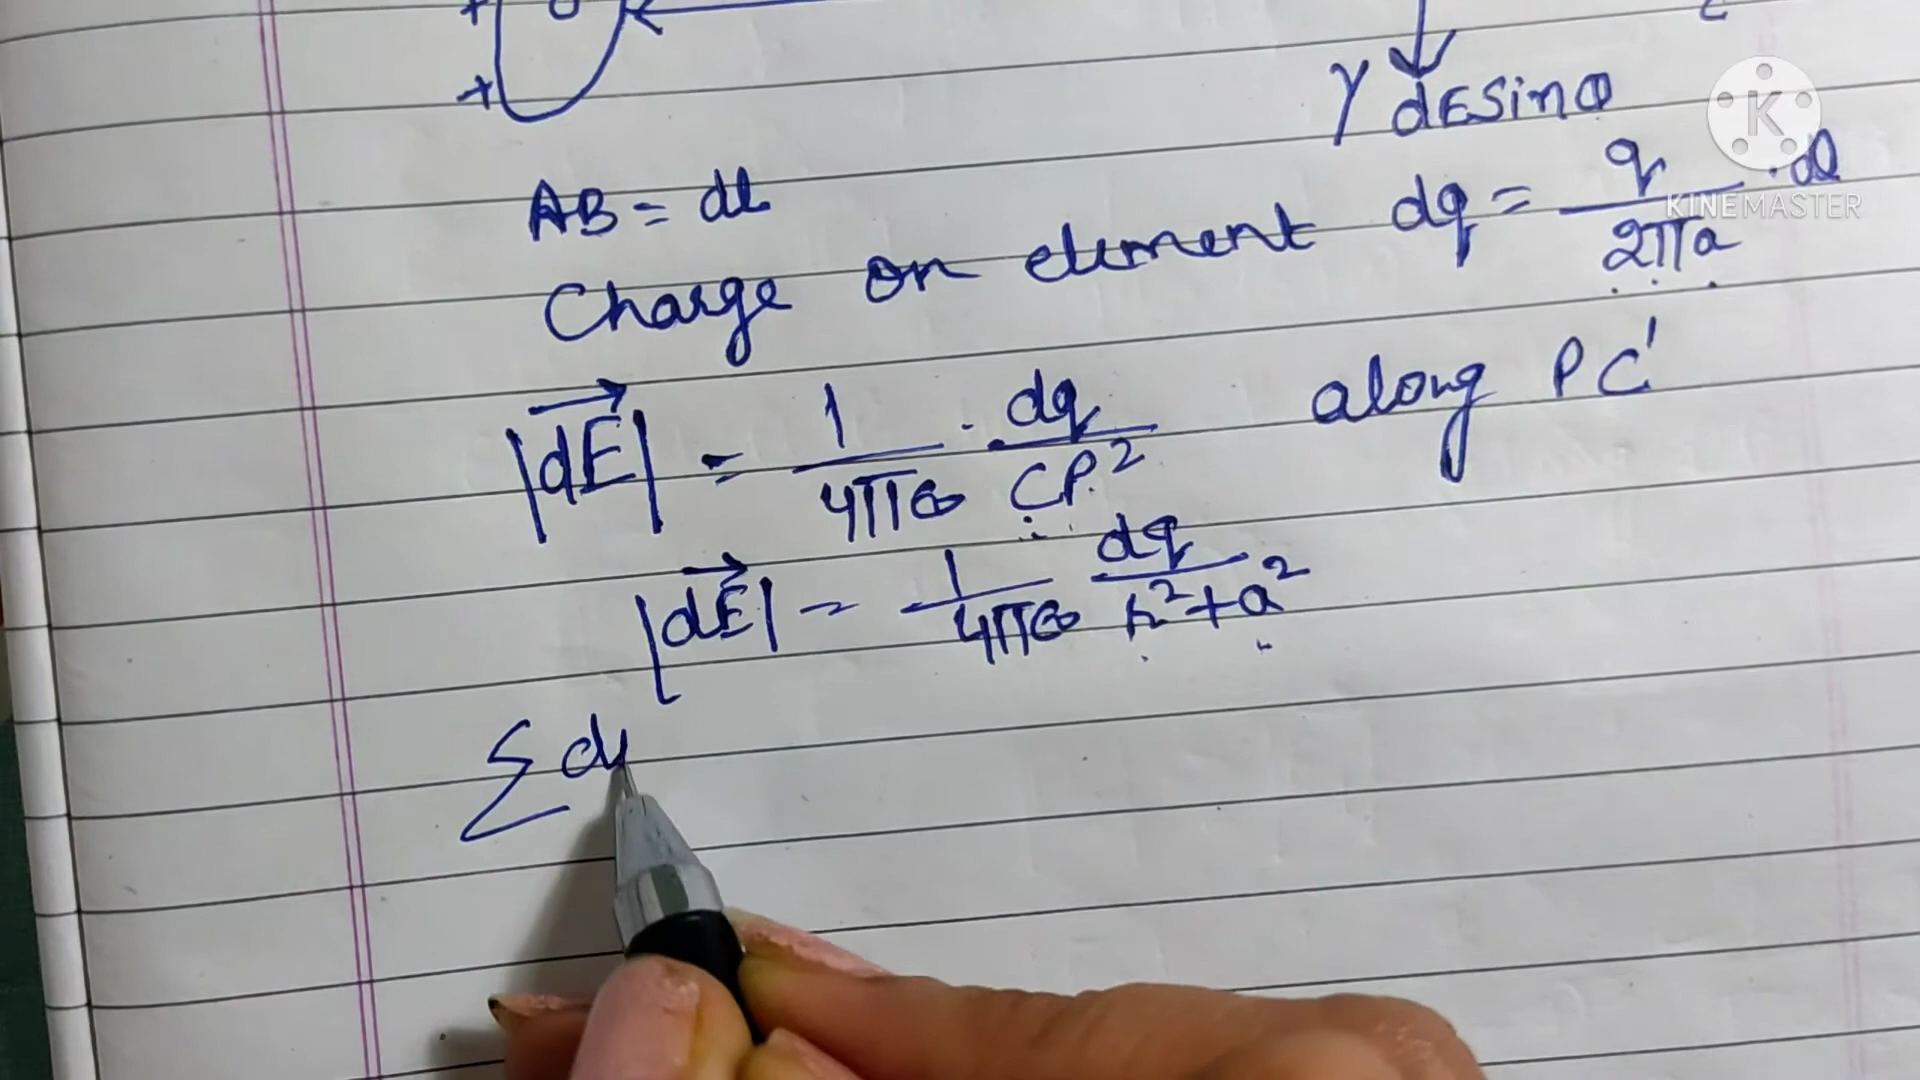 + O
+
Y dE Sinθ
K
KINEMASTER
AB = dl
Charge on element dq = q/2πa . dl
|dE→| = 1/4πε₀ . dq/CP² along PC'
|dE→| = 1/4πε₀ dq/r²+a²
∑ d